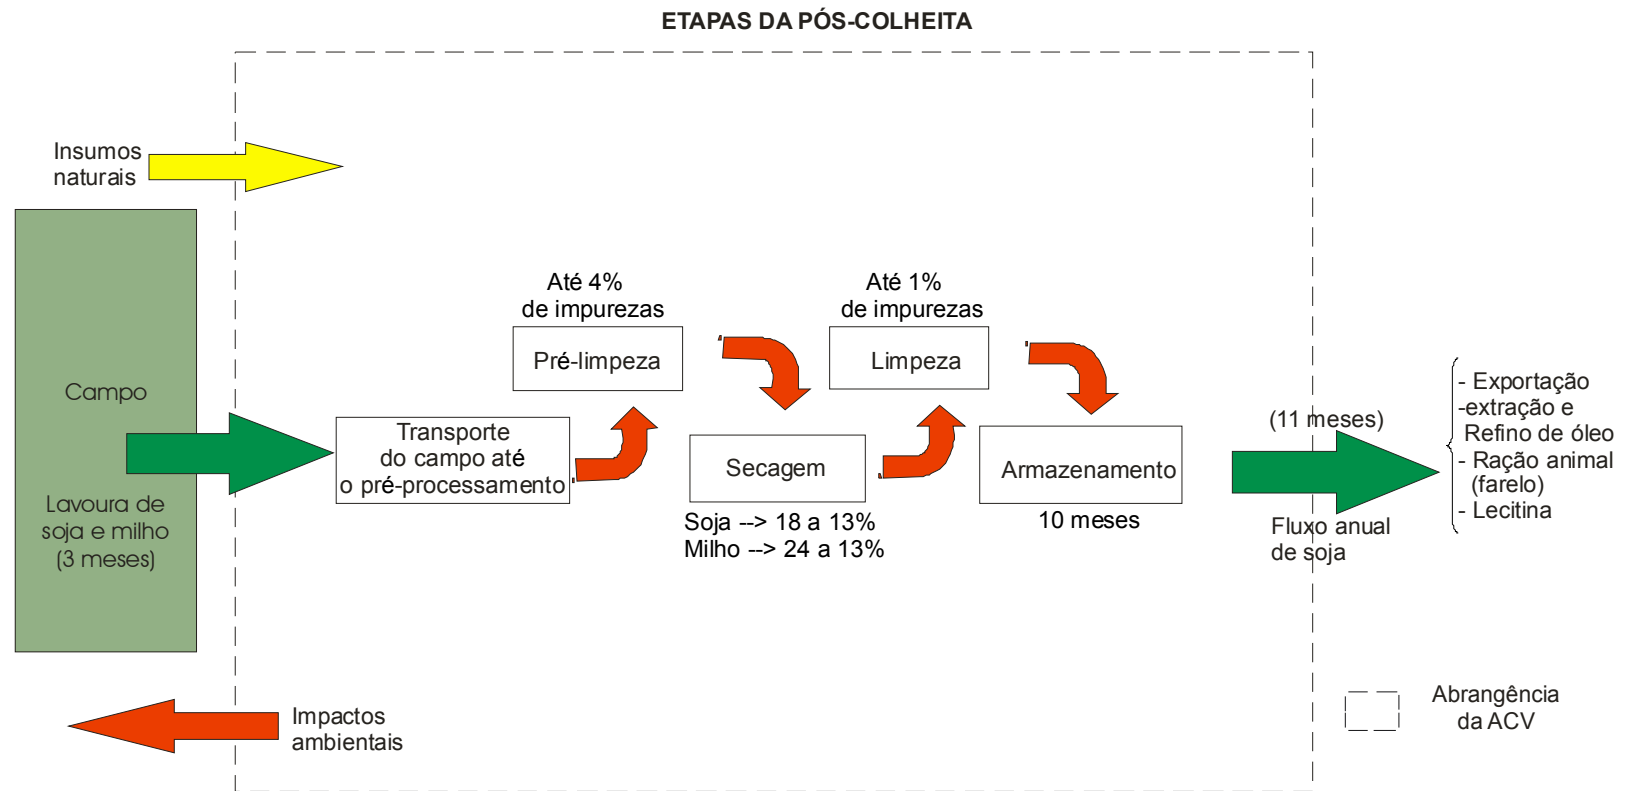 ETAPAS DA PÓS-COLHEITA
Insumos
naturais
Campo
Lavoura de
soja e milho
(3 meses)
Transporte
do campo até
o pré-processamento
Até 4%
de impurezas
Pré-limpeza
Secagem
Soja --> 18 a 13%
Milho --> 24 a 13%
Até 1%
de impurezas
Limpeza
Armazenamento
10 meses
(11 meses)
Fluxo anual
de soja
- Exportação
-extração e
Refino de óleo
- Ração animal
(farelo)
- Lecitina
Impactos
ambientais
Abrangência
da ACV